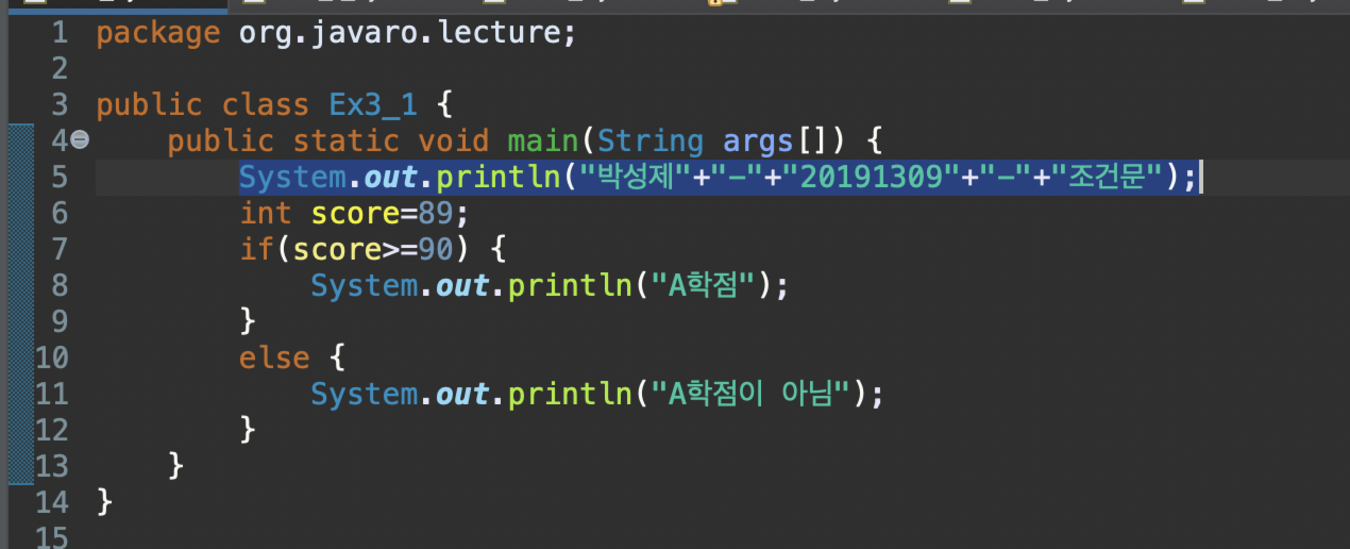 1 package org.javaro.lecture;
2
3 public class Ex3_1 {
4 public static void main(String args[]) {
5 System.out.println("박성제"+"-"+"20191309"+"-"+"조건문");
6 int score=89;
7 if(score>=90) {
8 System.out.println("A학점");
9 }
10 else {
11 System.out.println("A학점이 아님");
12 }
13 }
14 }
15